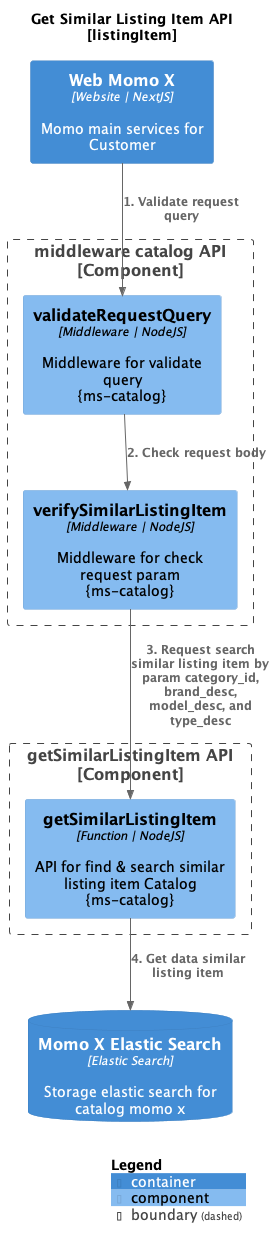 Get Similar Listing Item API
[listingItem]
Web Momo X
[Website | NextJS]
Momo main services for
Customer
1. Validate request
query
middleware catalog API
[Component]
validateRequestQuery
[Middleware | NodeJS]
Middleware for validate
query
{ms-catalog}
2. Check request body
verifySimilarListingItem
[Middleware | NodeJS]
Middleware for check
request param
{ms-catalog}
3. Request search
similar listing item by
param category_id,
brand_desc,
model_desc, and
type_desc
getSimilarListingItem API
[Component]
getSimilarListingItem
[Function | NodeJS]
API for find & search similar
listing item Catalog
{ms-catalog}
4. Get data similar
listing item
Momo X Elastic Search
[Elastic Search]
Storage elastic search for
catalog momo x
Legend
container
component
boundary (dashed)